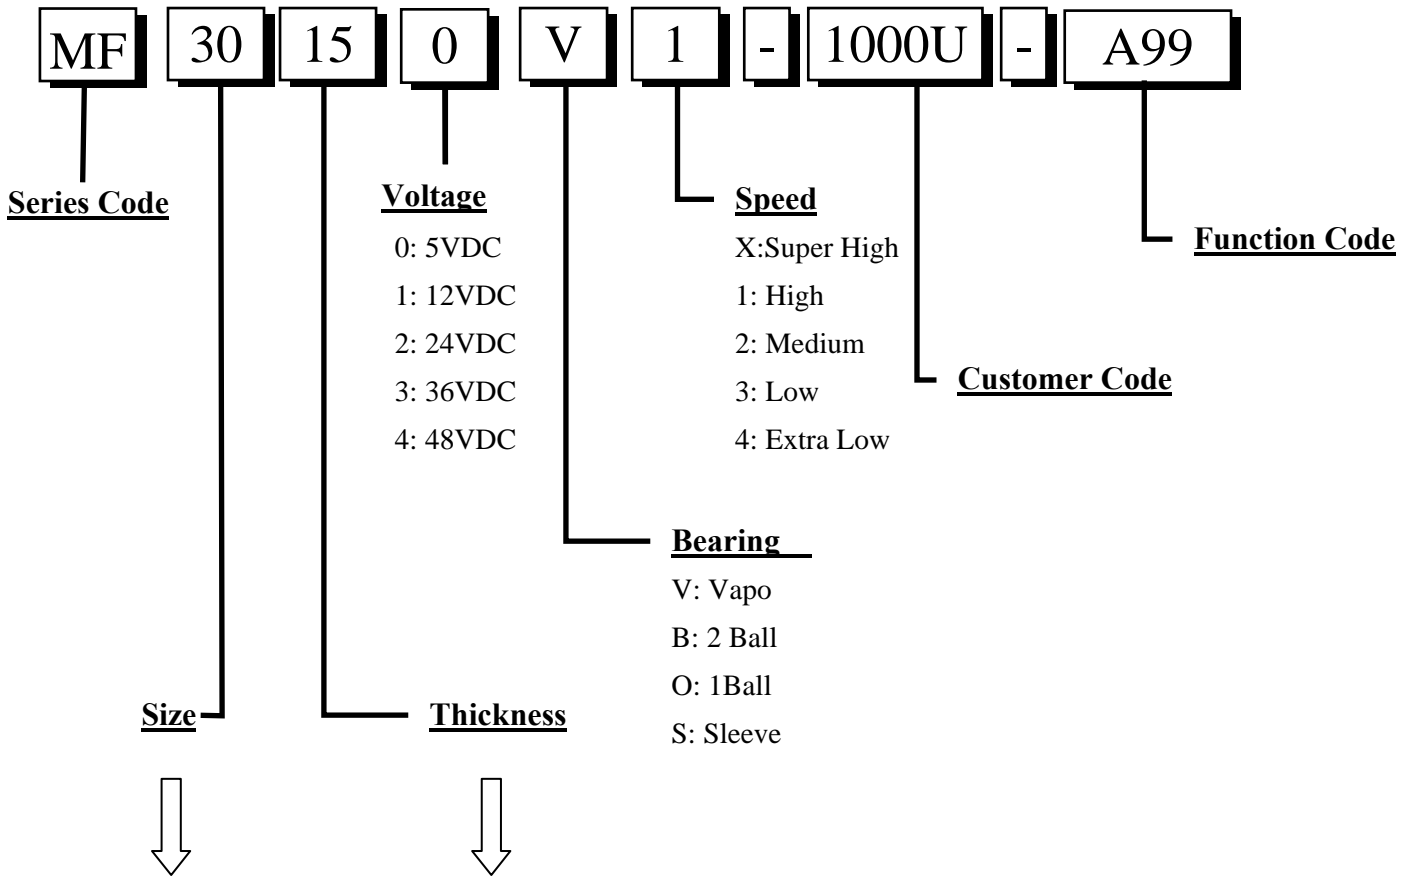 MF 30 15 0 V 1 - 1000U - A99
Series Code
Voltage
0: 5VDC
1: 12VDC
2: 24VDC
3: 36VDC
4: 48VDC
Speed
X:Super High
1: High
2: Medium
3: Low
4: Extra Low
Function Code
Customer Code
Bearing
V: Vapo
B: 2 Ball
O: 1Ball
S: Sleeve
Size
Thickness